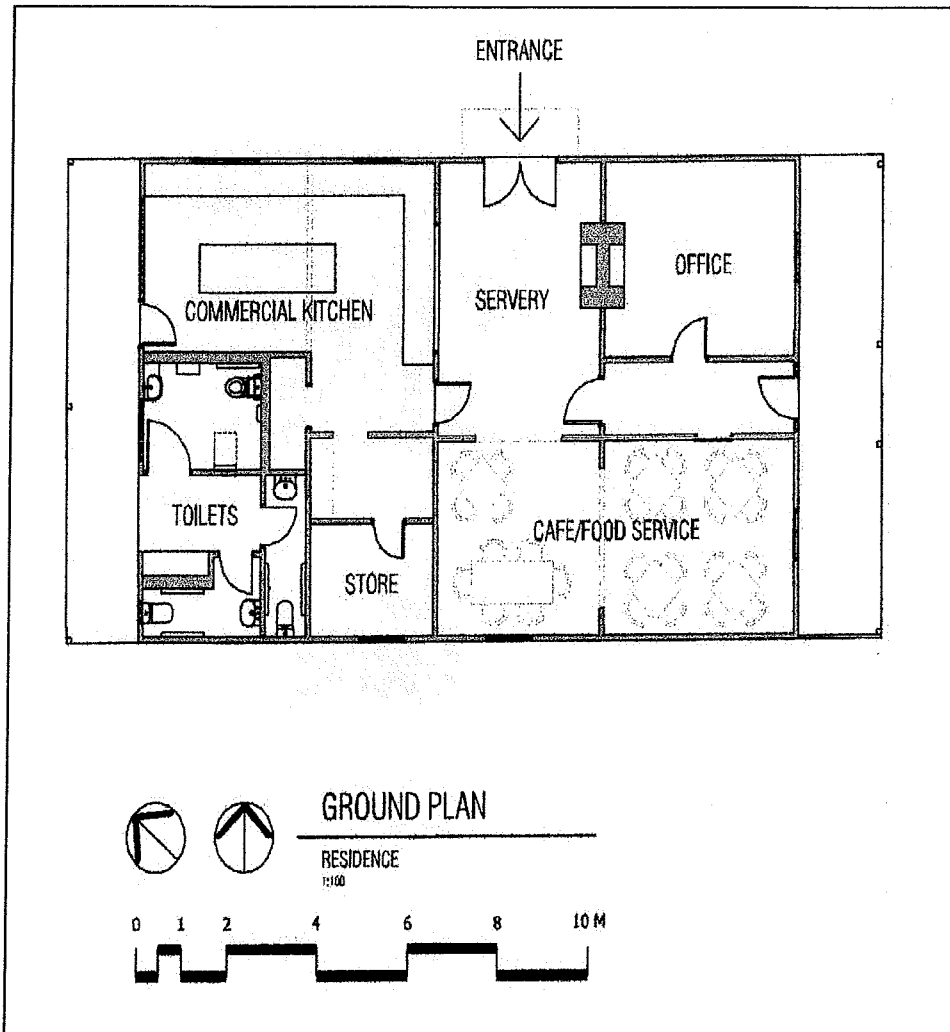 ENTRANCE
OFFICE
SERVERY
COMMERCIAL KITCHEN
TOILETS
CAFE/FOOD SERVICE
STORE
GROUND PLAN
RESIDENCE
1:100
0 1 2 4 6 8 10 M